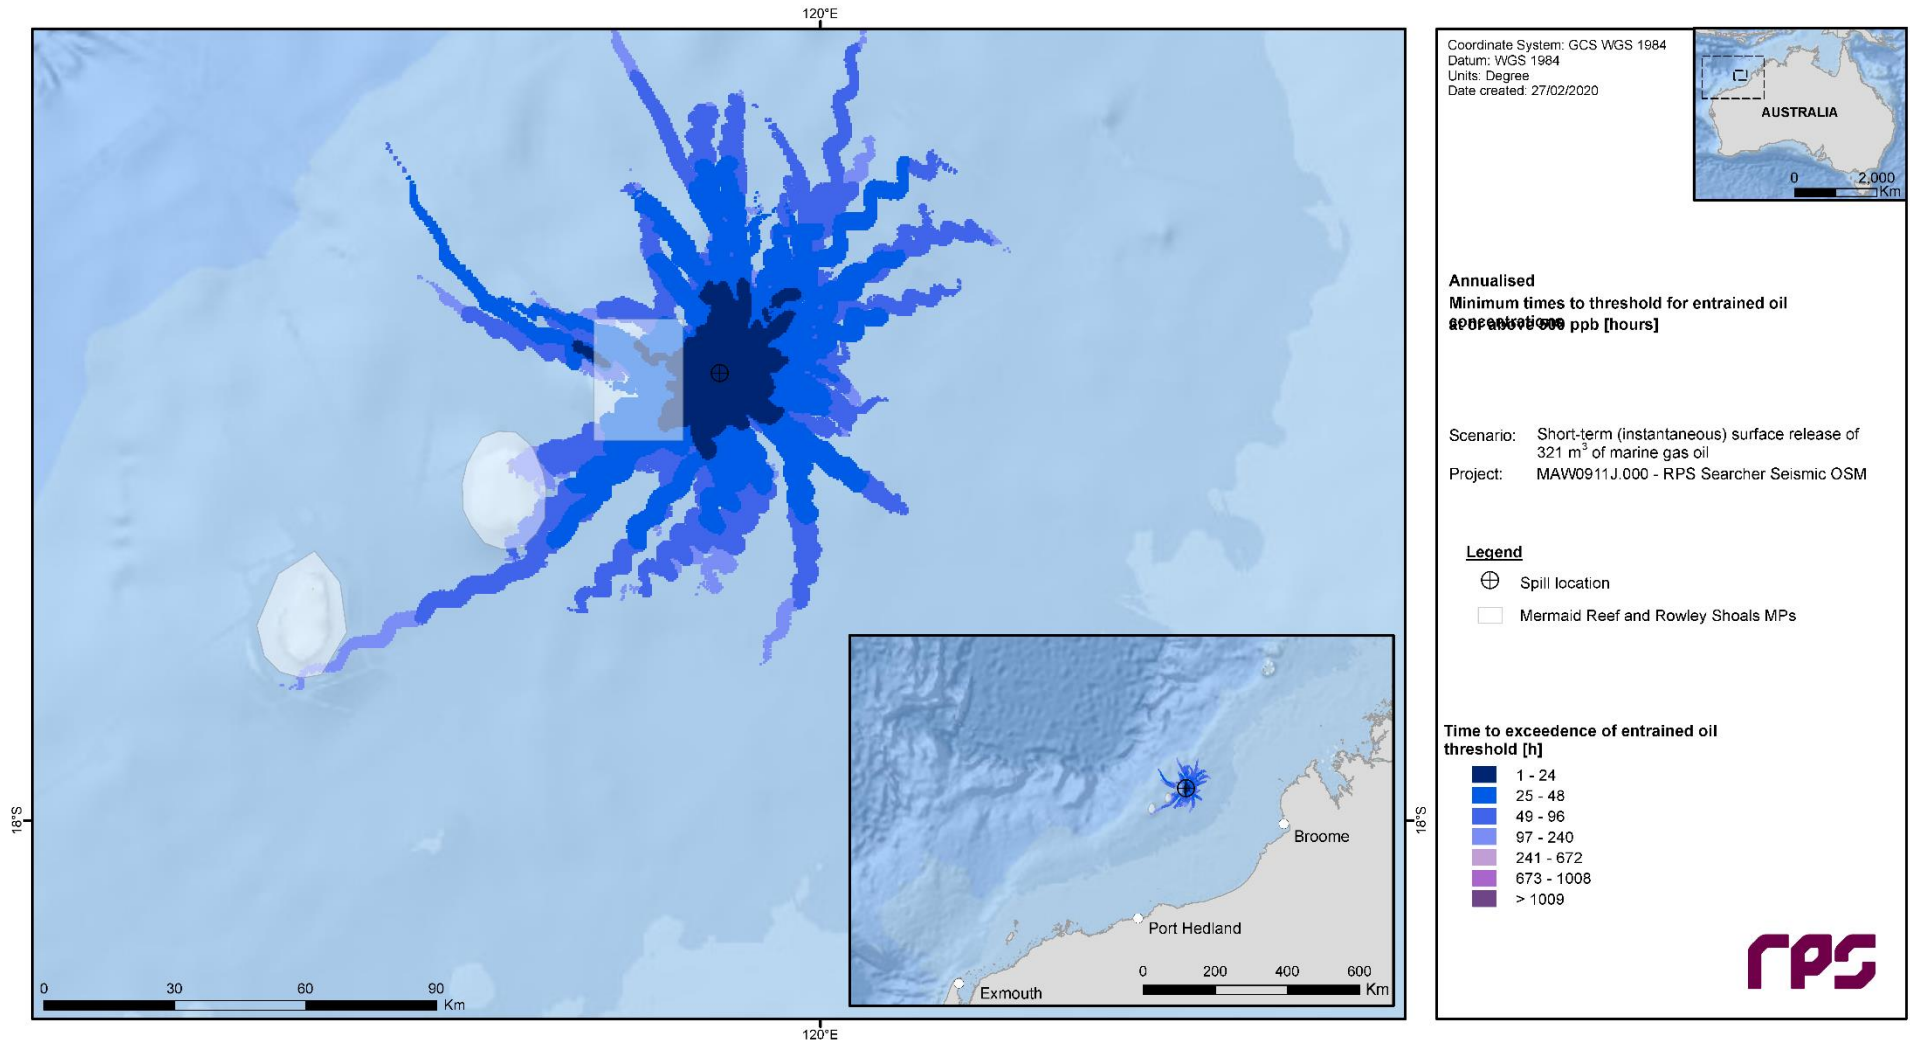 120°E
18°S
18°S
120°E
0 30 60 90
Km
Broome
Port Hedland
Exmouth
0 200 400 600
Km
Coordinate System: GCS WGS 1984
Datum: WGS 1984
Units: Degree
Date created: 27/02/2020
AUSTRALIA
0 2,000
Km
Annualised
Minimum times to threshold for entrained oil
concentrations
at or above 500 ppb [hours]
Scenario: Short-term (instantaneous) surface release of
321 m³ of marine gas oil
Project: MAW0911J.000 - RPS Searcher Seismic OSM
Legend
Spill location
Mermaid Reef and Rowley Shoals MPs
Time to exceedence of entrained oil
threshold [h]
1 - 24
25 - 48
49 - 96
97 - 240
241 - 672
673 - 1008
> 1009
rps